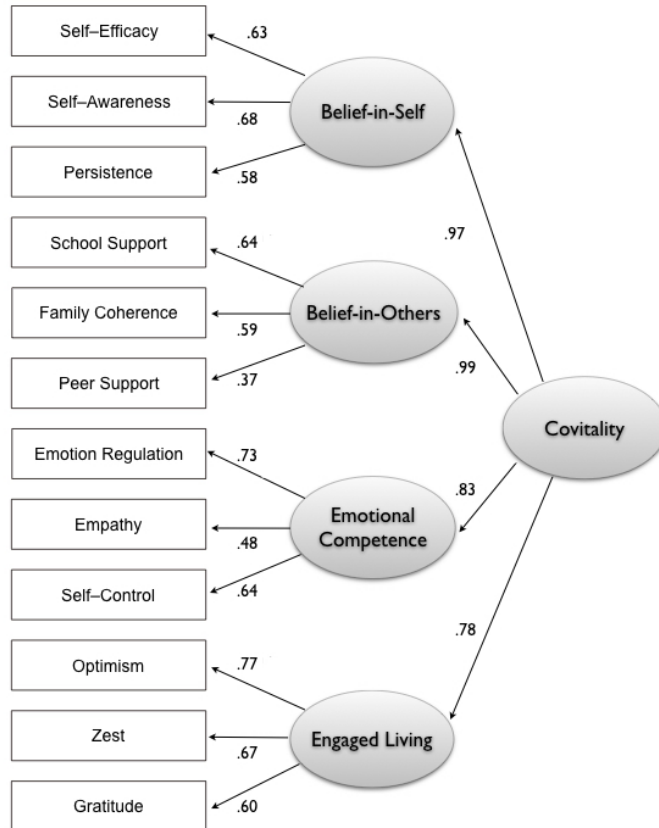 Self–Efficacy
.63
Self–Awareness
.68
Belief-in-Self
Persistence
.58
School Support
.64
.97
Family Coherence
.59
Belief-in-Others
Peer Support
.37
.99
Covitality
Emotion Regulation
.73
.83
Empathy
.48
Emotional
Competence
Self–Control
.64
.78
Optimism
.77
Zest
.67
Engaged Living
Gratitude
.60